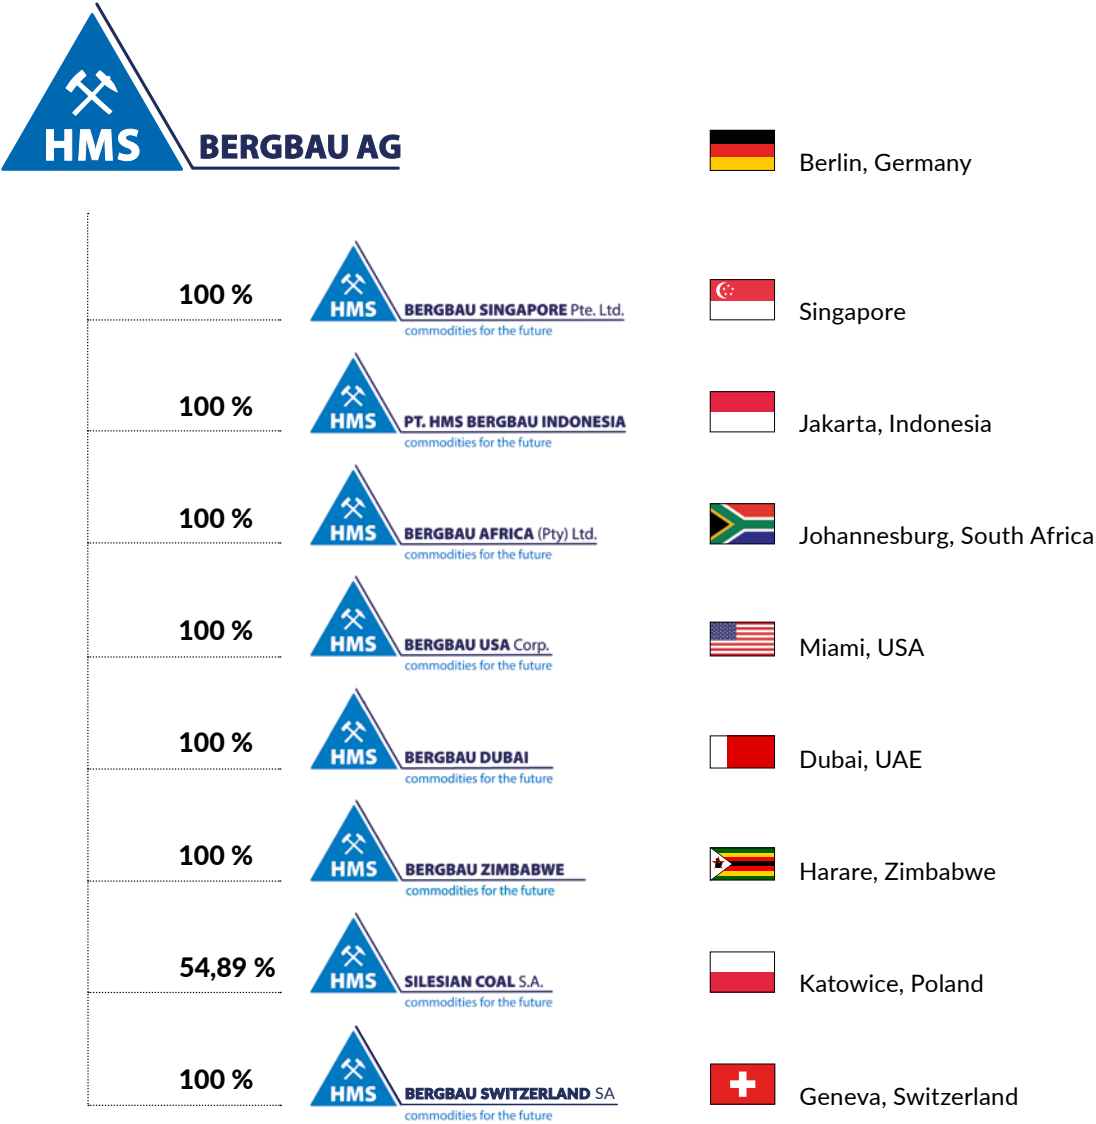 HMS BERGBAU AG
Berlin, Germany
100 %
HMS BERGBAU SINGAPORE Pte. Ltd.
commodities for the future
Singapore
100 %
HMS PT. HMS BERGBAU INDONESIA
commodities for the future
Jakarta, Indonesia
100 %
HMS BERGBAU AFRICA (Pty) Ltd.
commodities for the future
Johannesburg, South Africa
100 %
HMS BERGBAU USA Corp.
commodities for the future
Miami, USA
100 %
HMS BERGBAU DUBAI
commodities for the future
Dubai, UAE
100 %
HMS BERGBAU ZIMBABWE
commodities for the future
Harare, Zimbabwe
54,89 %
HMS SILESIAN COAL S.A.
commodities for the future
Katowice, Poland
100 %
HMS BERGBAU SWITZERLAND SA
commodities for the future
Geneva, Switzerland